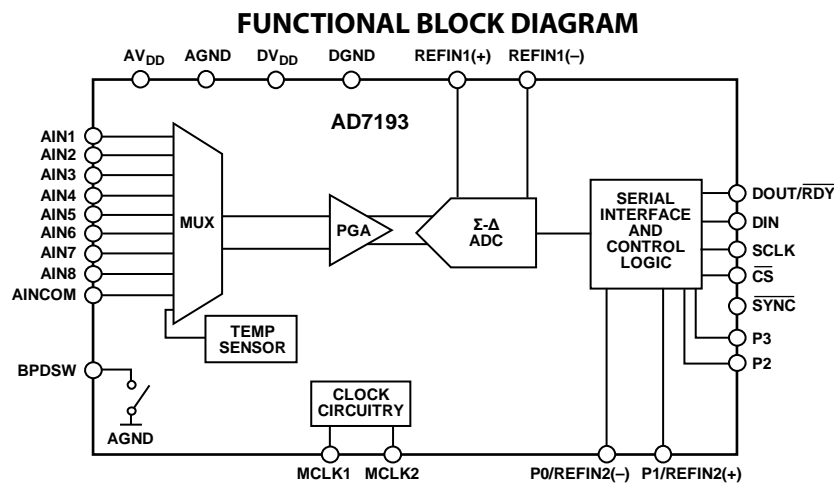 FUNCTIONAL BLOCK DIAGRAM
AVDD AGND DVDD DGND REFIN1(+) REFIN1(–)
AD7193
AIN1
AIN2
AIN3
AIN4
AIN5
AIN6
AIN7
AIN8
AINCOM
MUX
PGA
Σ-Δ
ADC
SERIAL
INTERFACE
AND
CONTROL
LOGIC
DOUT/RDY
DIN
SCLK
CS
SYNC
P3
P2
TEMP
SENSOR
BPDSW
AGND
CLOCK
CIRCUITRY
MCLK1 MCLK2 P0/REFIN2(–) P1/REFIN2(+)